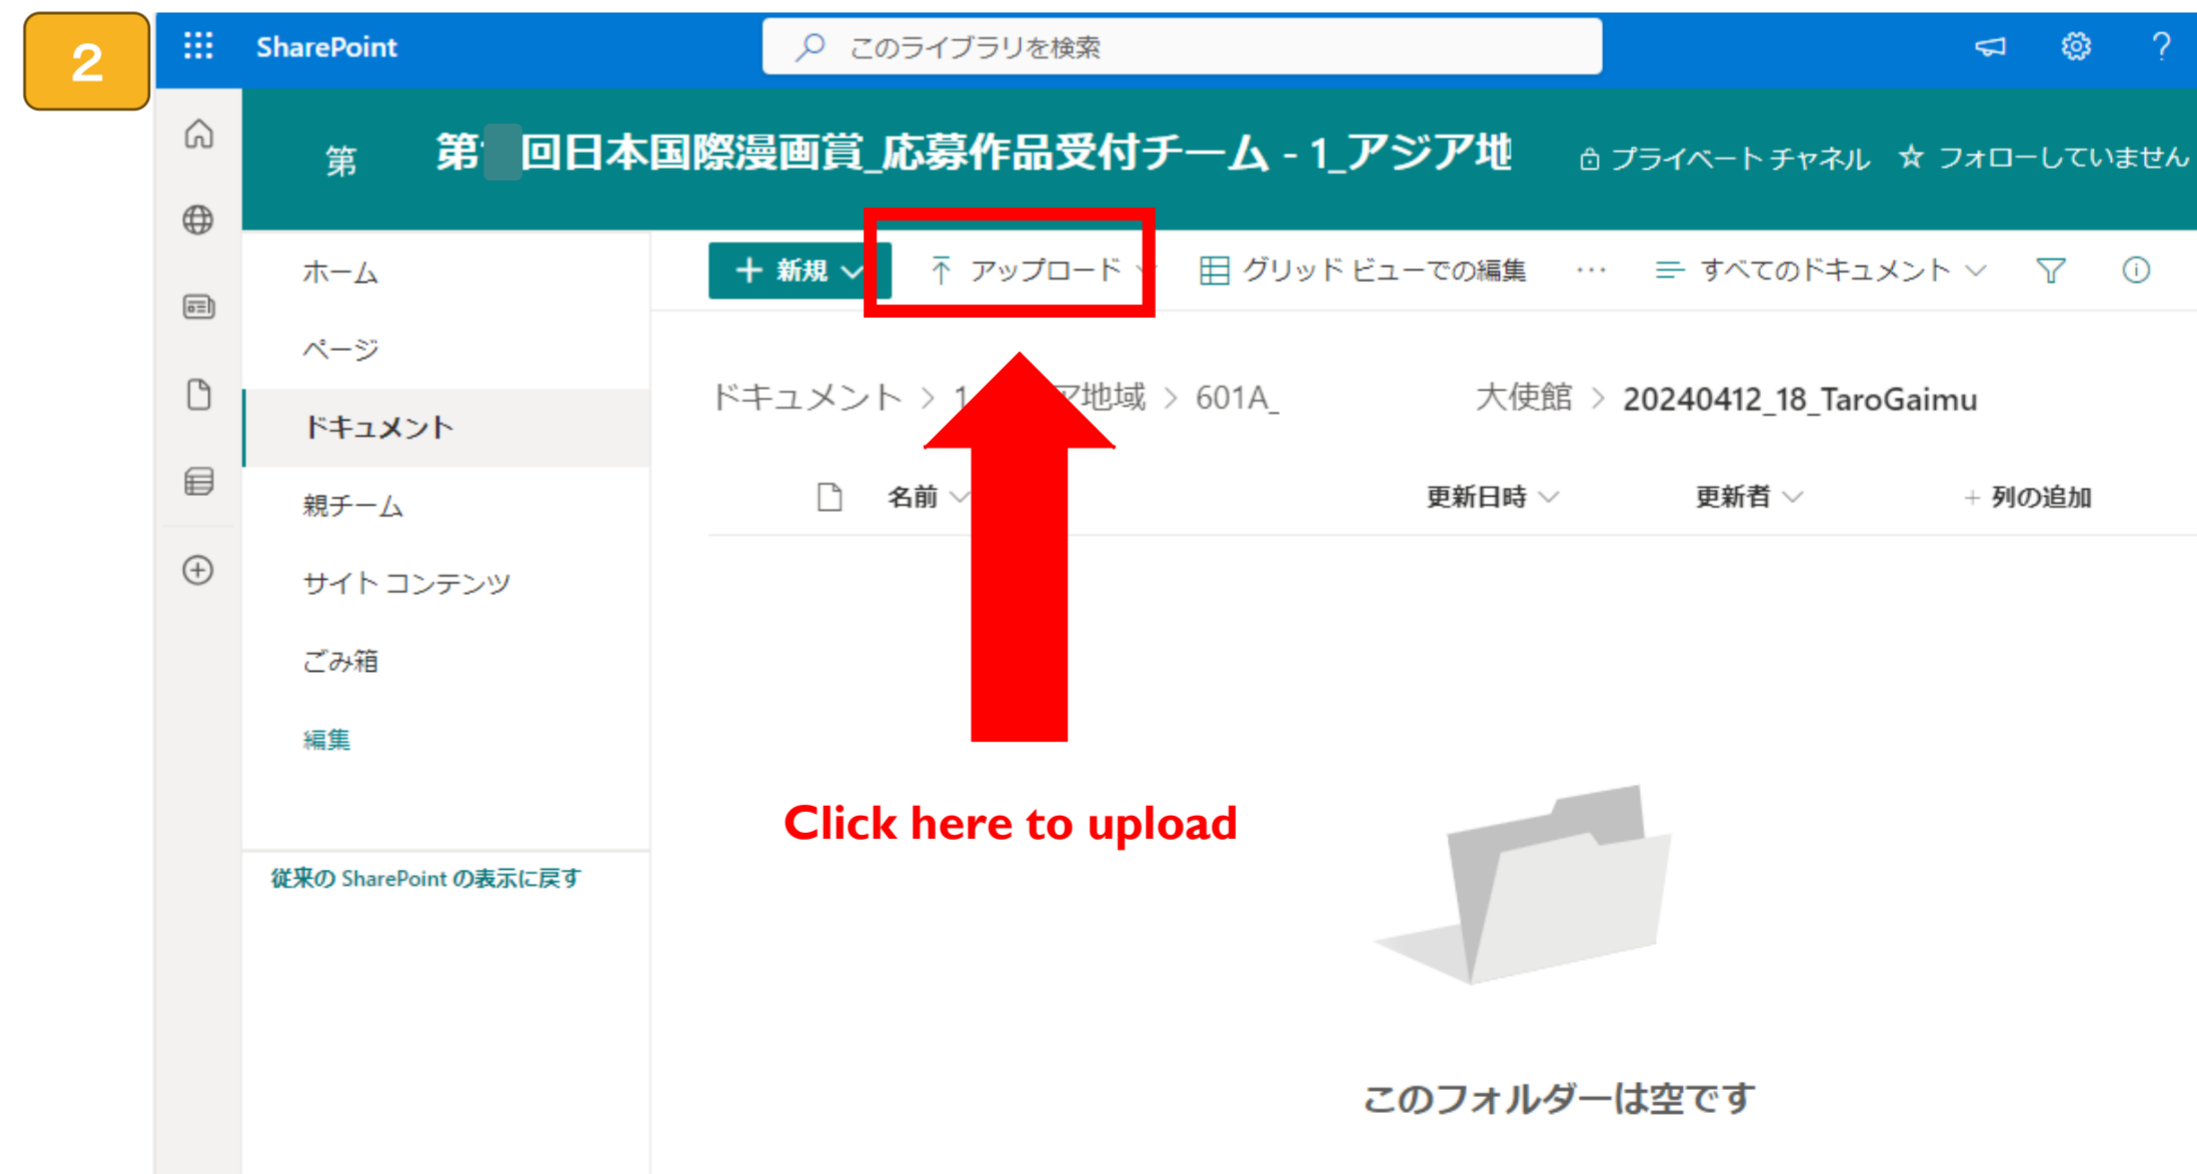 2
SharePoint
このライブラリを検索
?
第
第 回日本国際漫画賞_応募作品受付チーム - 1_アジア地
プライベート チャネル
フォローしていません
ホーム
ページ
ドキュメント
親チーム
サイト コンテンツ
ごみ箱
編集
従来の SharePoint の表示に戻す
+ 新規
アップロード
グリッド ビューでの編集
...
すべてのドキュメント
ドキュメント > 1 ア地域 > 601A_ 大使館 > 20240412_18_TaroGaimu
名前
更新日時
更新者
+ 列の追加
Click here to upload
このフォルダーは空です